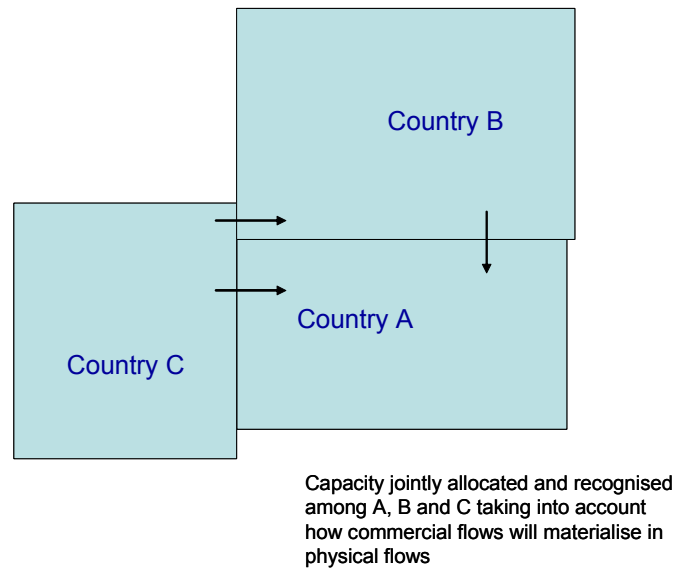 Country B
Country A
Country C
Capacity jointly allocated and recognised
among A, B and C taking into account
how commercial flows will materialise in
physical flows